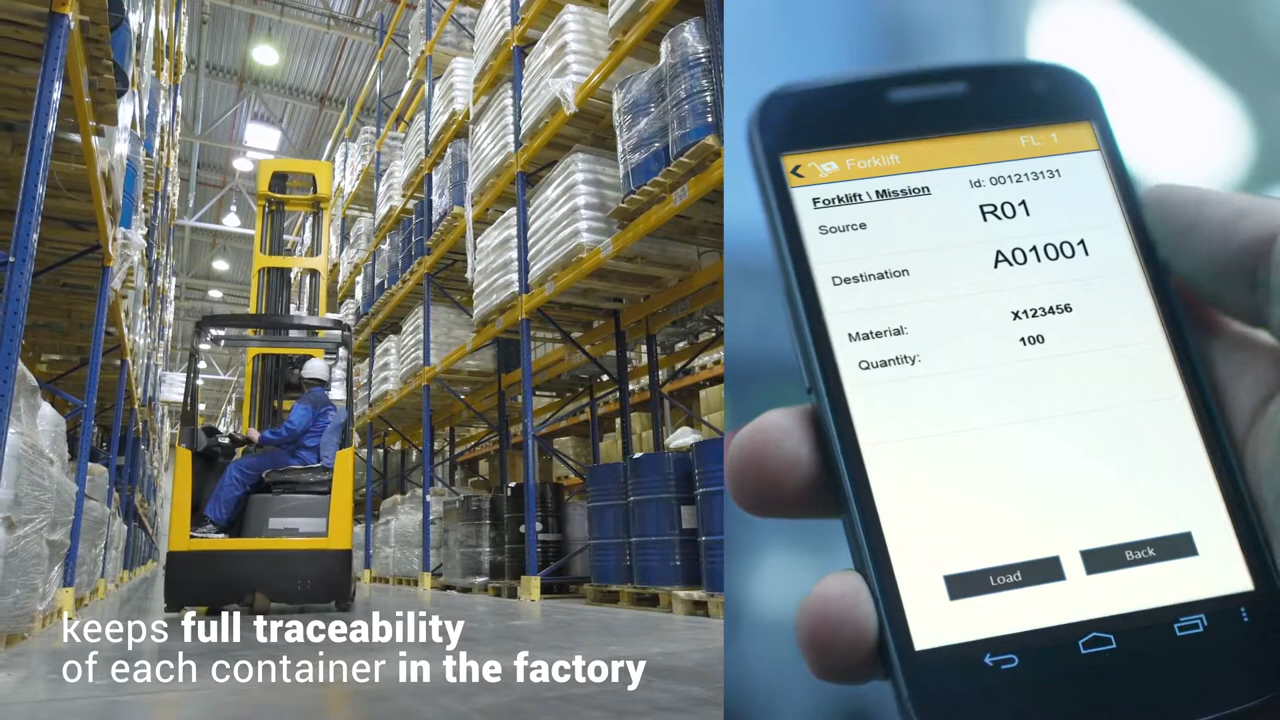 keeps full traceability
of each container in the factory
Forklift FL: 1
Forklift \ Mission Id: 001213131
Source R01
Destination A01001
Material: X123456
Quantity: 100
Load Back